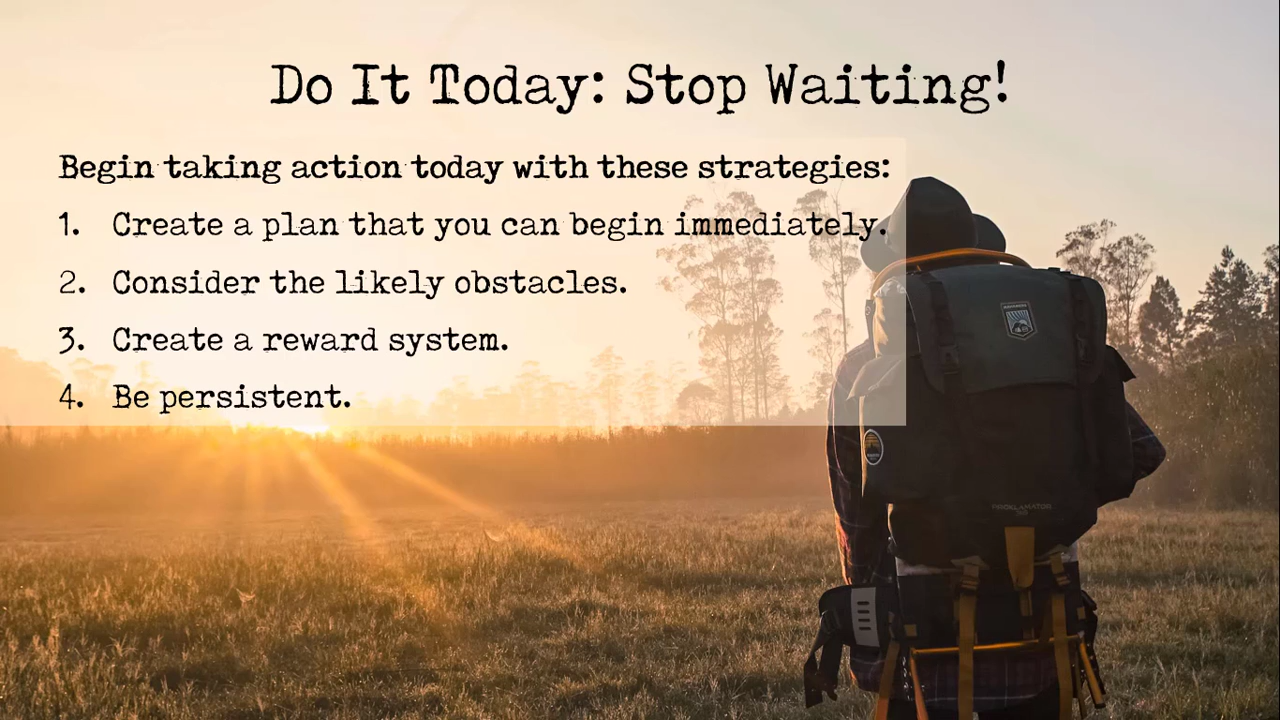 Do It Today: Stop Waiting!
Begin taking action today with these strategies:
1. Create a plan that you can begin immediately.
2. Consider the likely obstacles.
3. Create a reward system.
4. Be persistent.